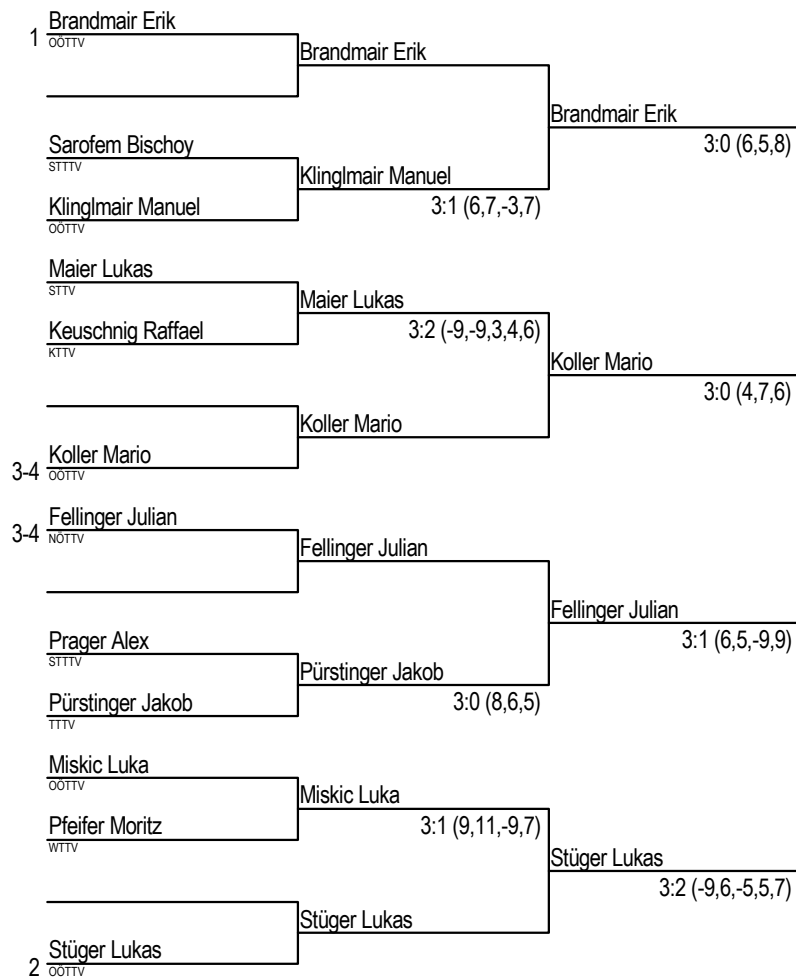 Brandmair Erik
1
OÖTTV
Brandmair Erik
Brandmair Erik
3:0 (6,5,8)
Sarofem Bischoy
STTTV
Klinglmair Manuel
3:1 (6,7,-3,7)
Klinglmair Manuel
OÖTTV
Maier Lukas
STTV
Maier Lukas
3:2 (-9,-9,3,4,6)
Keuschnig Raffael
KTTV
Koller Mario
3:0 (4,7,6)
Koller Mario
Koller Mario
3-4
OÖTTV
Fellinger Julian
3-4
NÖTTV
Fellinger Julian
Fellinger Julian
3:1 (6,5,-9,9)
Prager Alex
STTTV
Pürstinger Jakob
3:0 (8,6,5)
Pürstinger Jakob
TTTV
Miskic Luka
OÖTTV
Miskic Luka
3:1 (9,11,-9,7)
Pfeifer Moritz
WTTV
Stüger Lukas
3:2 (-9,6,-5,5,7)
Stüger Lukas
Stüger Lukas
2
OÖTTV